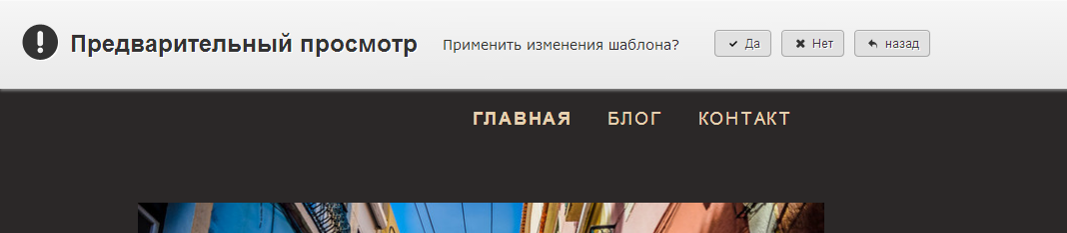 Предварительный просмотр Применить изменения шаблона? Да Нет назад
ГЛАВНАЯ БЛОГ КОНТАКТ